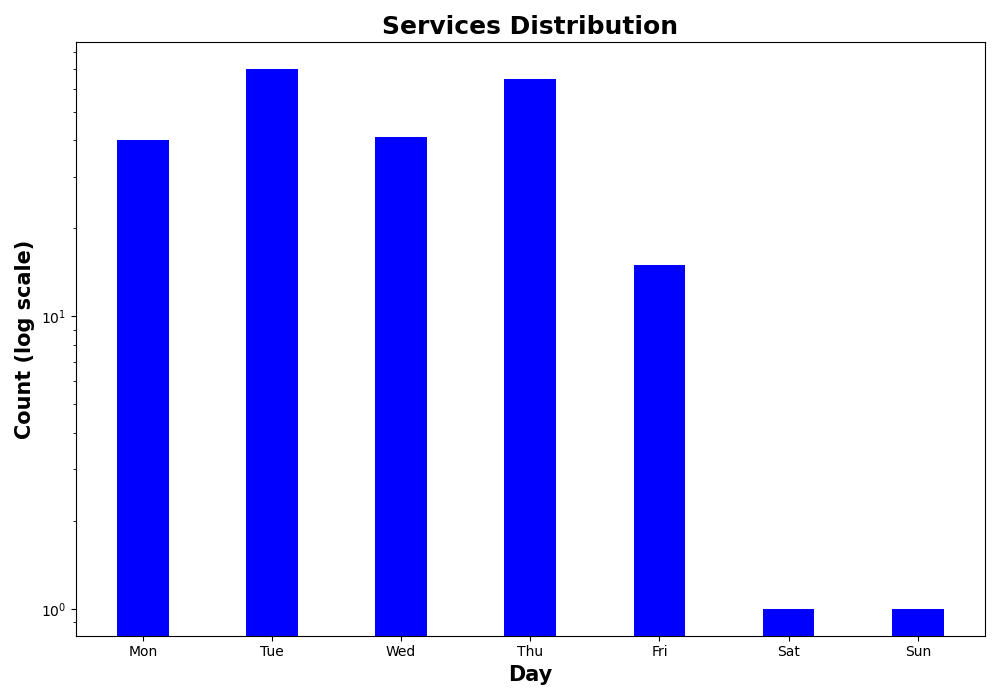 Services Distribution
Count (log scale)
10¹
10⁰
Mon Tue Wed Thu Fri Sat Sun
Day